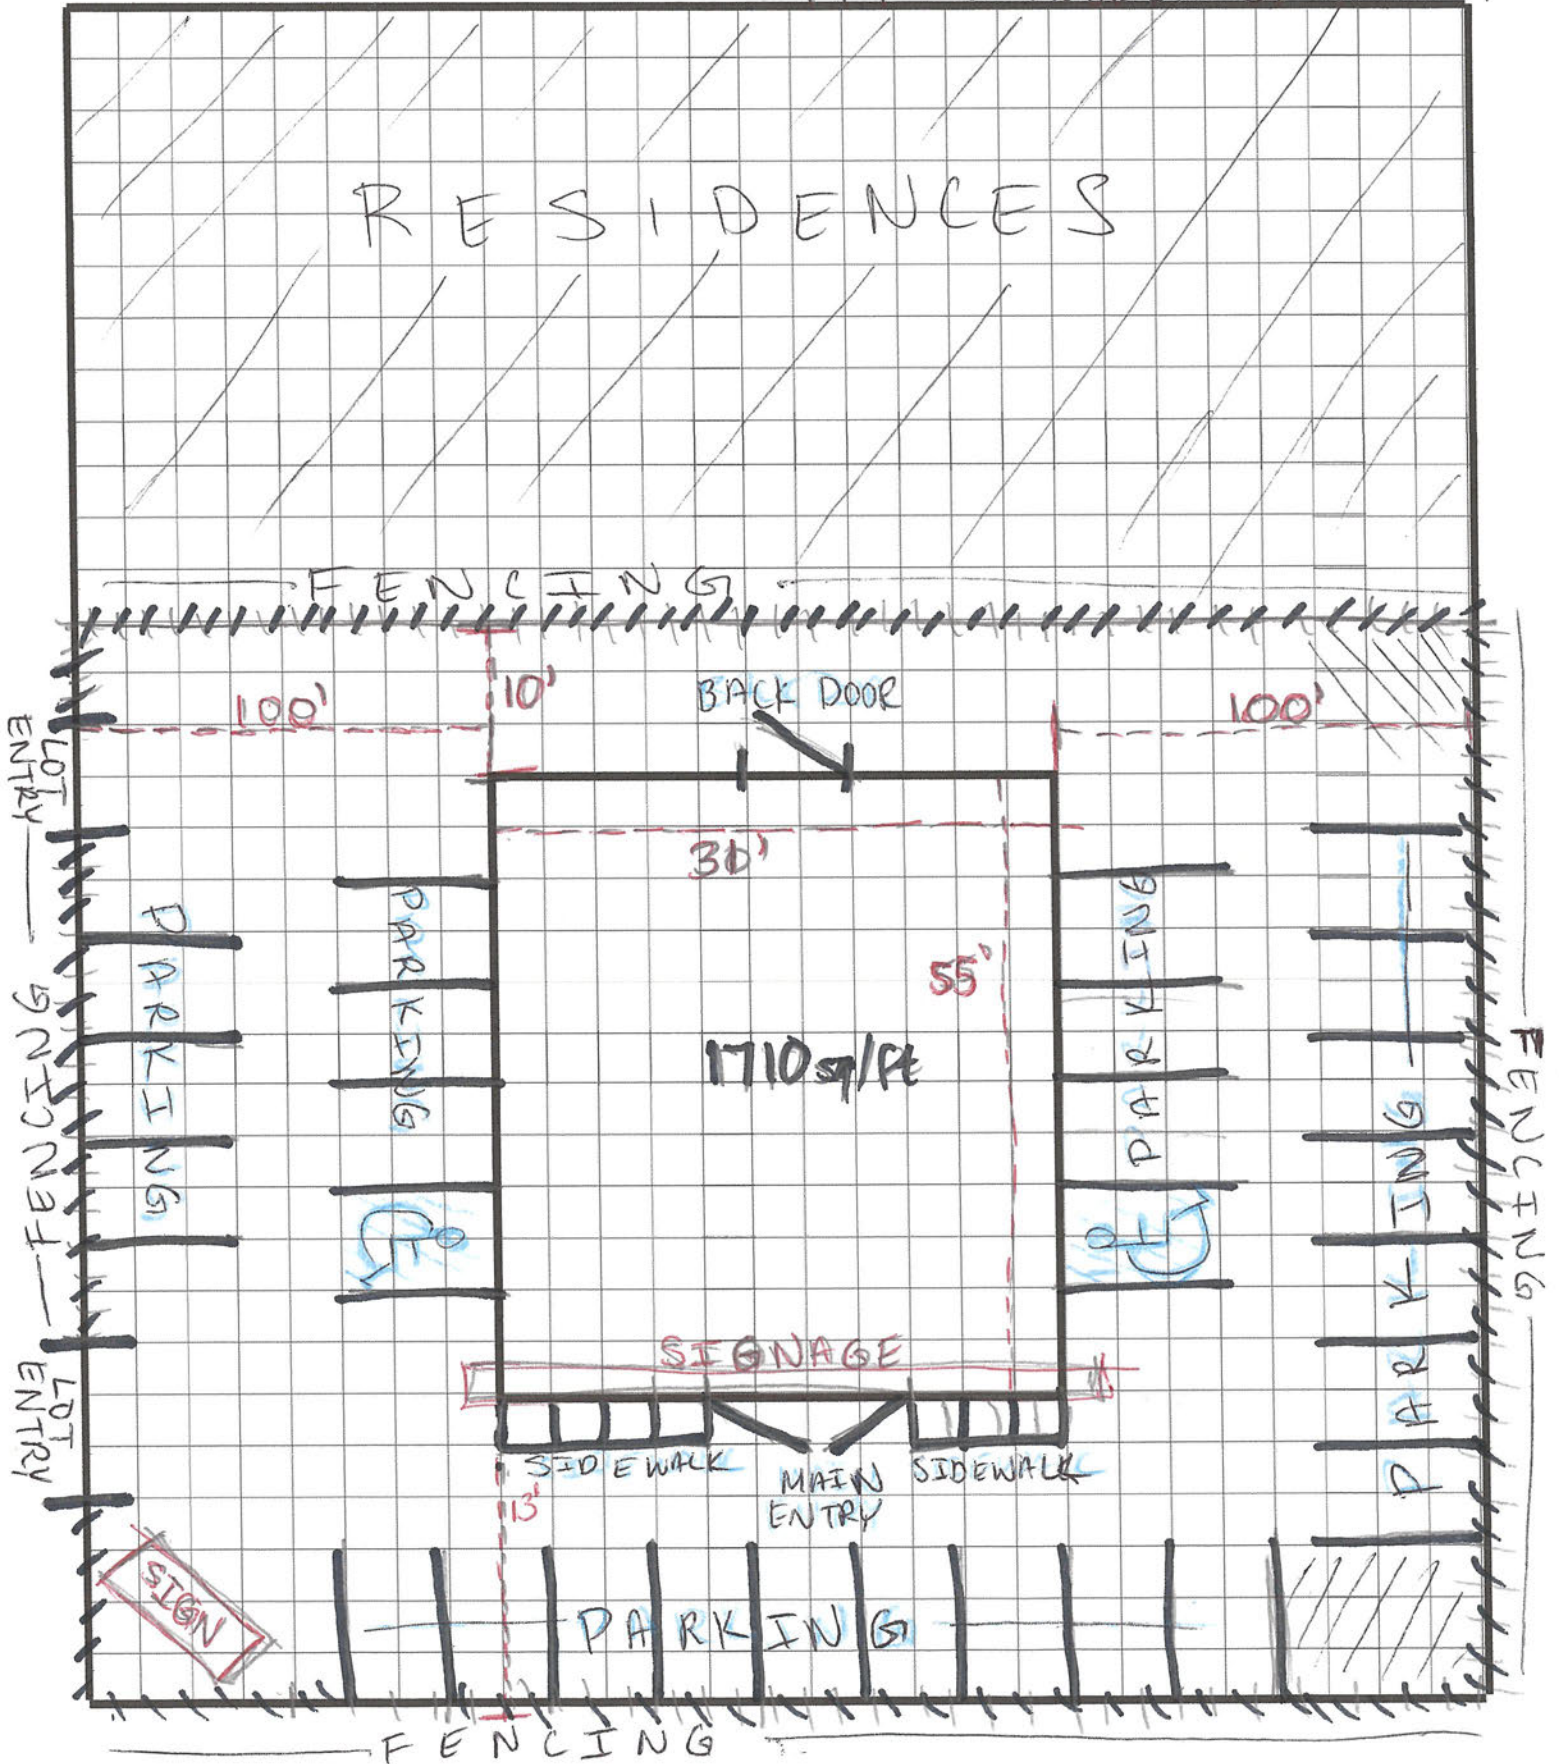 RESIDENCES
FENCING
100'
10'
BACK DOOR
100'
LOT
ENTRY
30'
PARKING
PARKING
PARKING
PARKING
55'
1710 sq/ft
FENCING
FENCING
SIGNAGE
LOT
ENTRY
SIDEWALK
MAIN
ENTRY
SIDEWALK
13'
SIGN
PARKING
FENCING